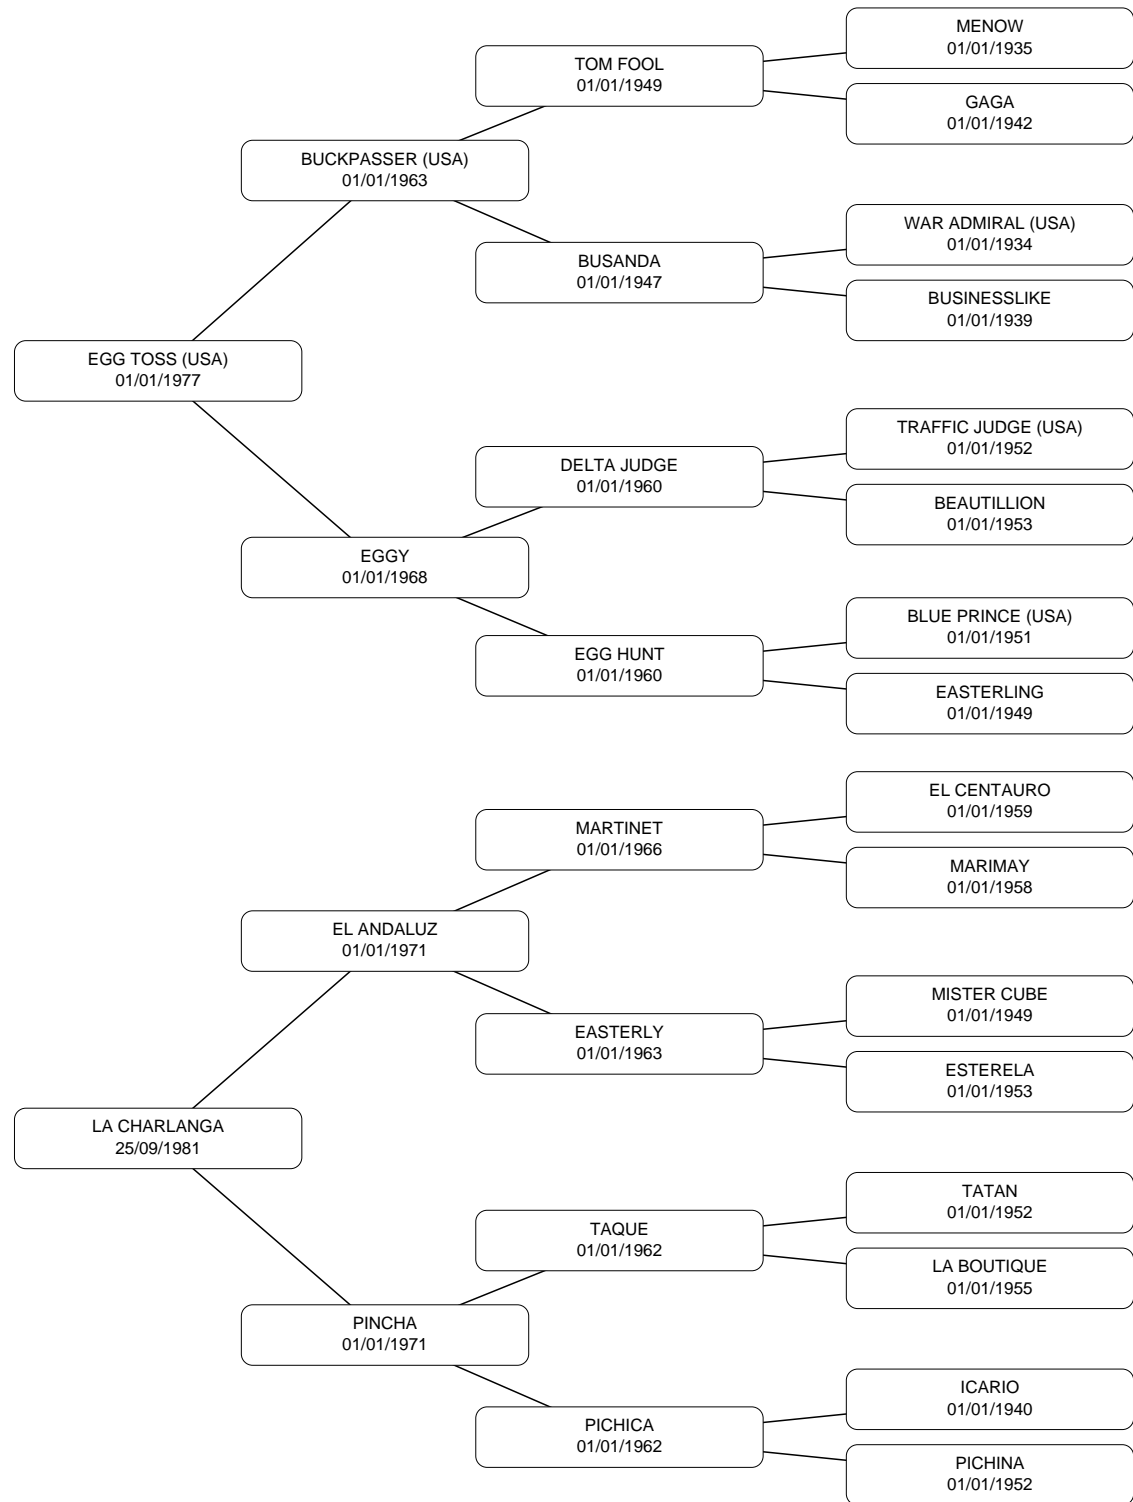 MENOW
01/01/1935
TOM FOOL
01/01/1949
GAGA
01/01/1942
BUCKPASSER (USA)
01/01/1963
WAR ADMIRAL (USA)
01/01/1934
BUSANDA
01/01/1947
BUSINESSLIKE
01/01/1939
EGG TOSS (USA)
01/01/1977
TRAFFIC JUDGE (USA)
01/01/1952
DELTA JUDGE
01/01/1960
BEAUTILLION
01/01/1953
EGGY
01/01/1968
BLUE PRINCE (USA)
01/01/1951
EGG HUNT
01/01/1960
EASTERLING
01/01/1949
EL CENTAURO
01/01/1959
MARTINET
01/01/1966
MARIMAY
01/01/1958
EL ANDALUZ
01/01/1971
MISTER CUBE
01/01/1949
EASTERLY
01/01/1963
ESTERELA
01/01/1953
LA CHARLANGA
25/09/1981
TATAN
01/01/1952
TAQUE
01/01/1962
LA BOUTIQUE
01/01/1955
PINCHA
01/01/1971
ICARIO
01/01/1940
PICHICA
01/01/1962
PICHINA
01/01/1952